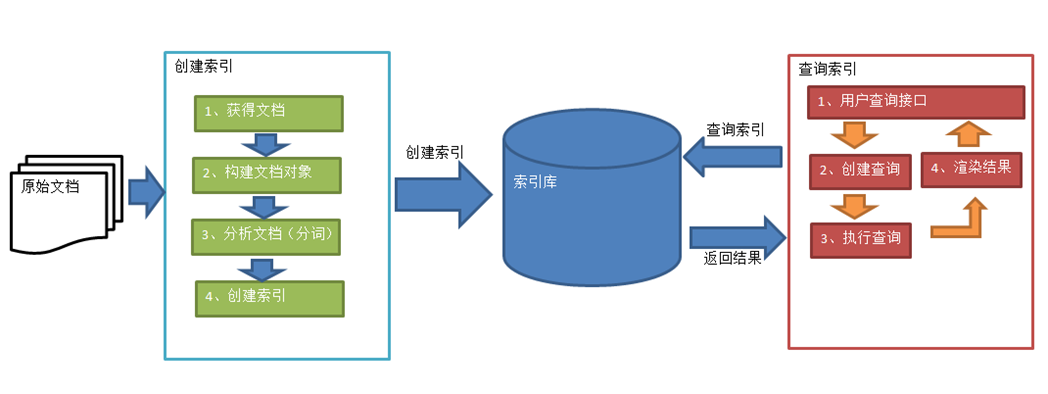 原始文档
创建索引
1、获得文档
2、构建文档对象
3、分析文档（分词）
4、创建索引
创建索引
索引库
查询索引
返回结果
查询索引
1、用户查询接口
2、创建查询
4、渲染结果
3、执行查询